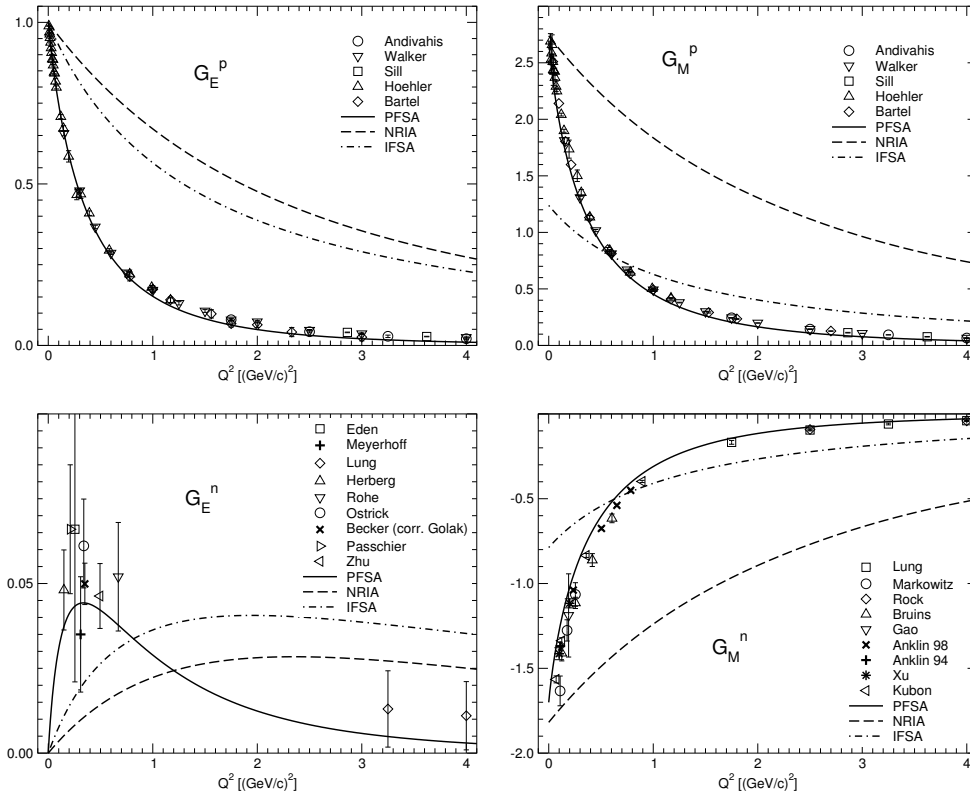 1.0
0.5
0.0
G_E^p
Andivahis
Walker
Sill
Hoehler
Bartel
PFSA
NRIA
IFSA
0 1 2 3 4
Q² [(GeV/c)²]
2.5
2.0
1.5
1.0
0.5
0.0
G_M^p
Andivahis
Walker
Sill
Hoehler
Bartel
PFSA
NRIA
IFSA
0 1 2 3 4
Q² [(GeV/c)²]
0.05
0.00
G_E^n
Eden
Meyerhoff
Lung
Herberg
Rohe
Ostrick
Becker (corr. Golak)
Passchier
Zhu
PFSA
NRIA
IFSA
0 1 2 3 4
Q² [(GeV/c)²]
-0.5
-1.0
-1.5
-2.0
G_M^n
Lung
Markowitz
Rock
Bruins
Gao
Anklin 98
Anklin 94
Xu
Kubon
PFSA
NRIA
IFSA
0 1 2 3 4
Q² [(GeV/c)²]